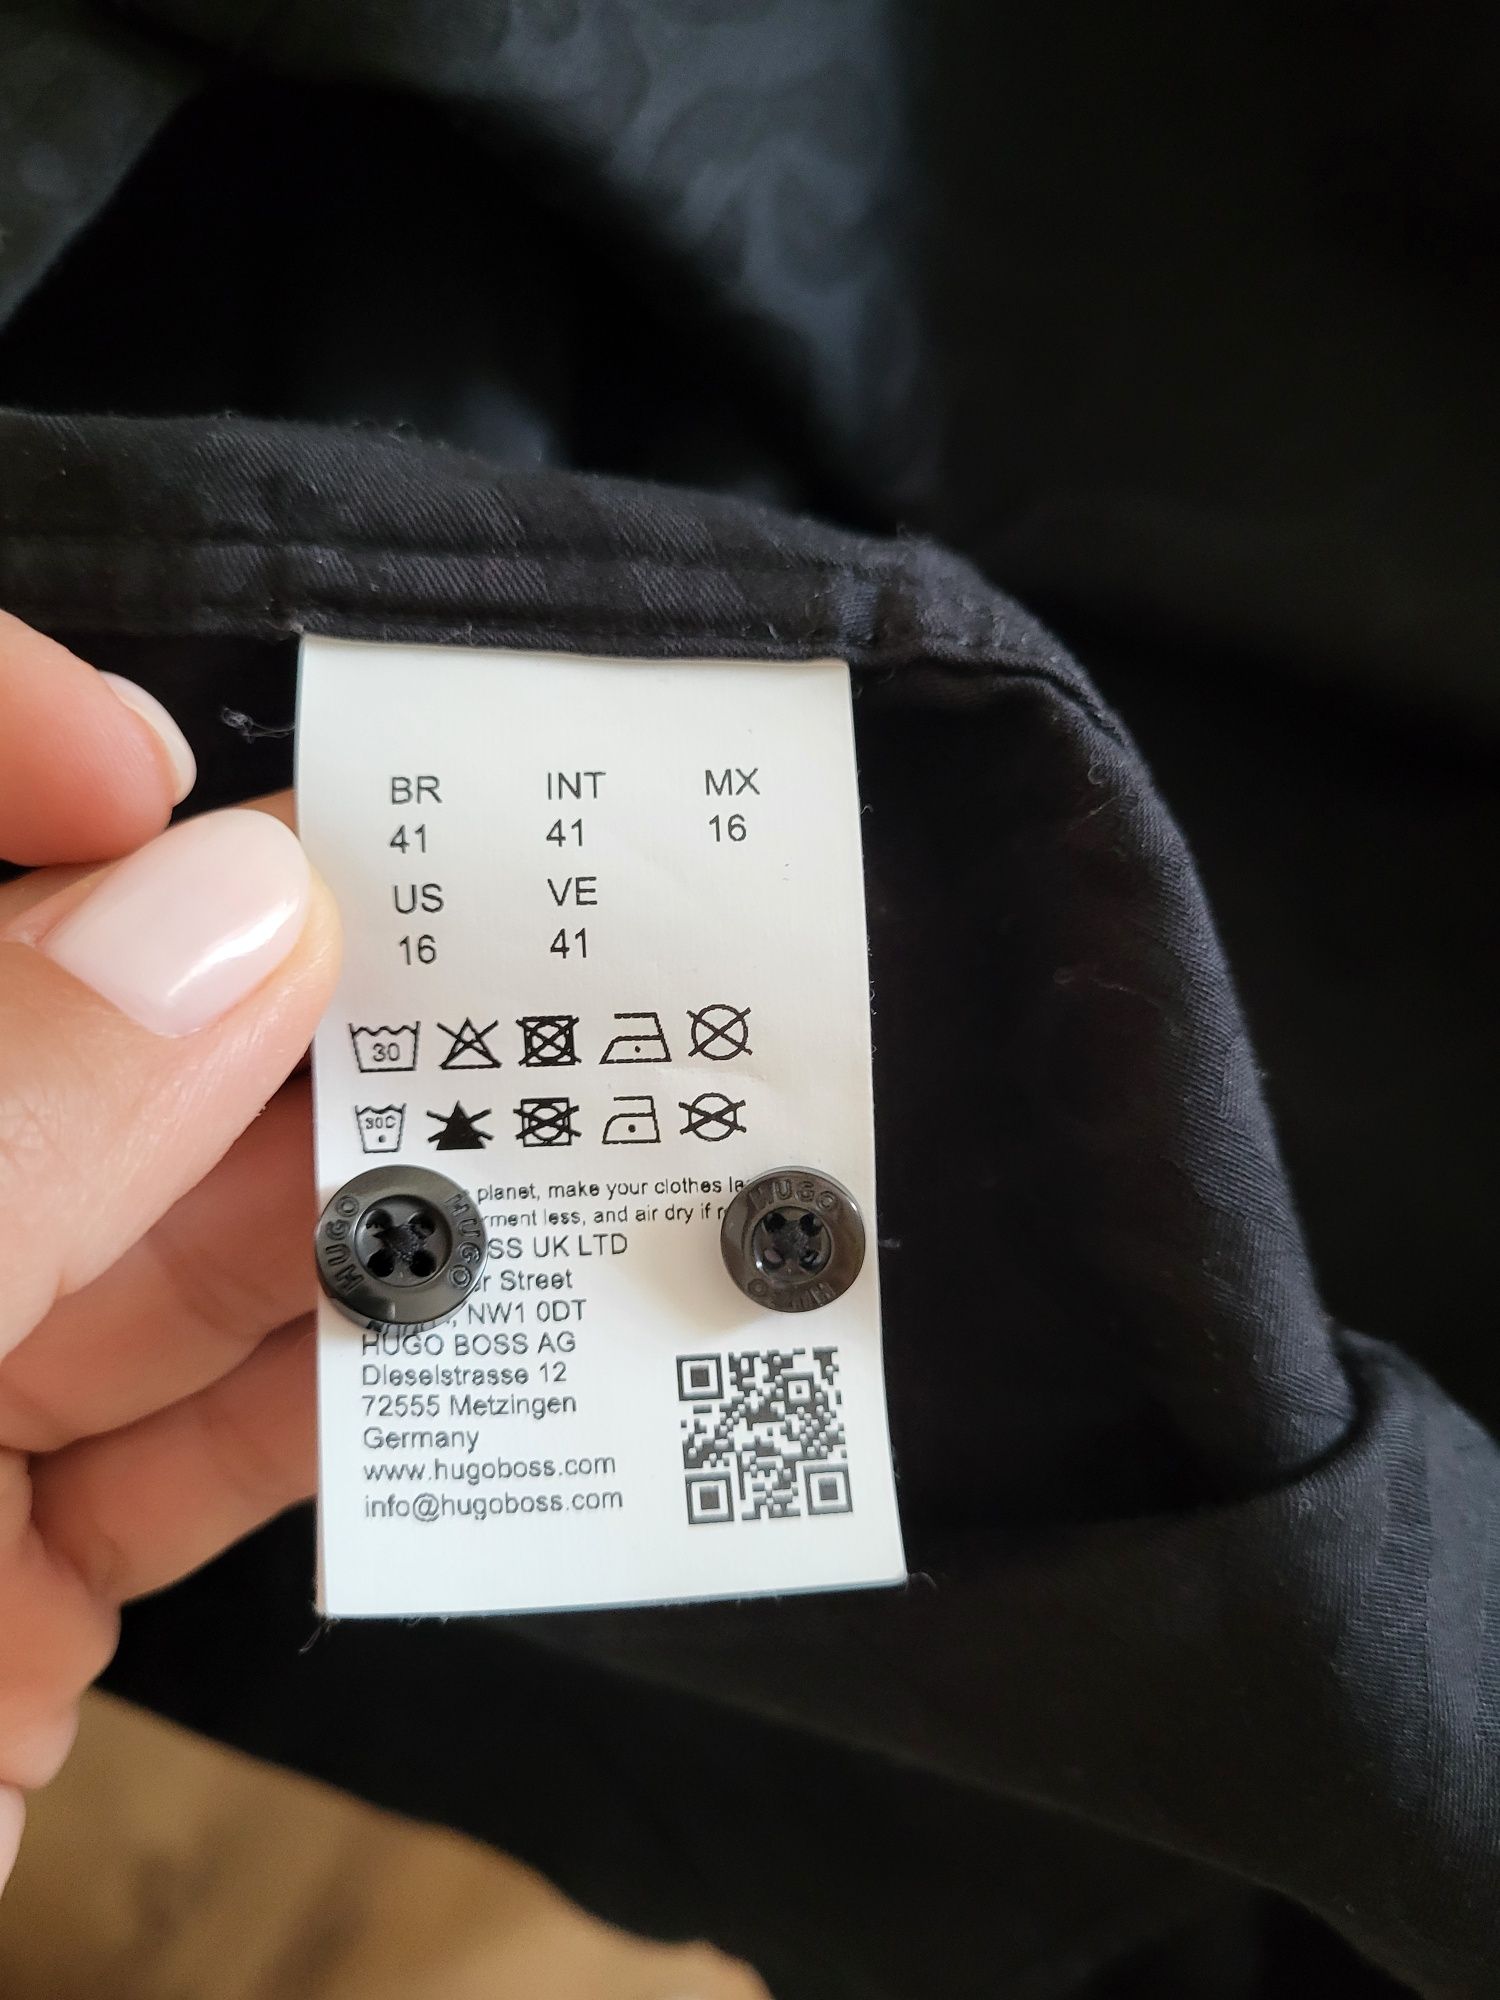 BR INT MX
41 41 16
US VE
16 41
30
30C
planet, make your clothes
less, and air dry if
UK LTD
Street
NW1 0DT
HUGO BOSS AG
Dieselstrasse 12
72555 Metzingen
Germany
www.hugoboss.com
info@hugoboss.com
HUGO HUGO
HUGO HUGO